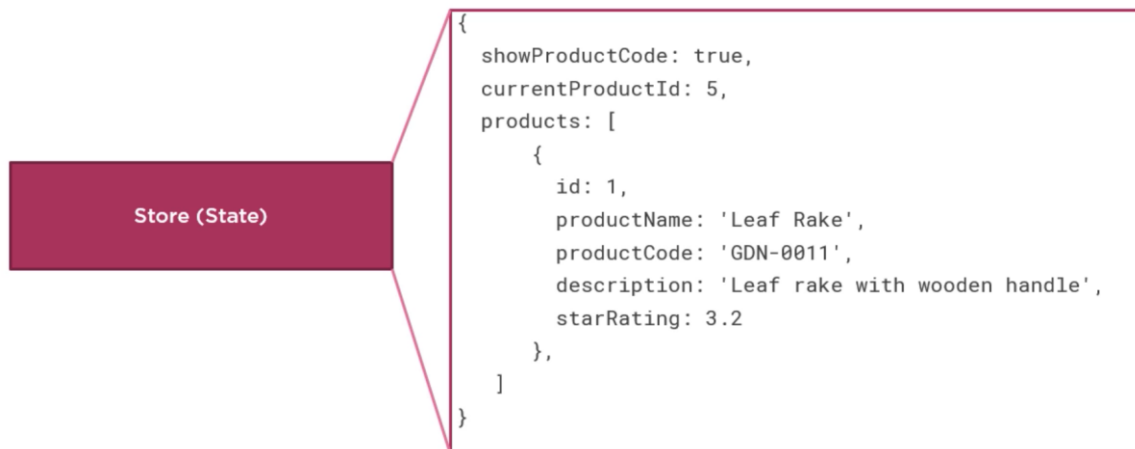 Store (State)
{
showProductCode: true,
currentProductId: 5,
products: [
{
id: 1,
productName: 'Leaf Rake',
productCode: 'GDN-0011',
description: 'Leaf rake with wooden handle',
starRating: 3.2
},
]
}